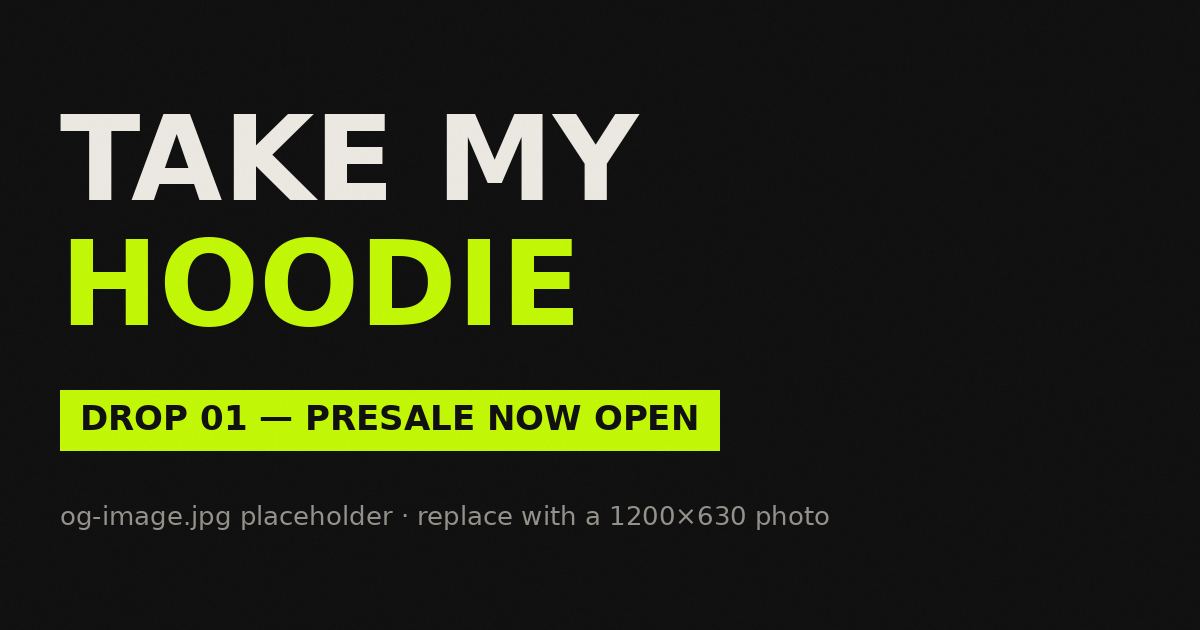 TAKE MY
HOODIE
DROP 01 — PRESALE NOW OPEN
og-image.jpg placeholder · replace with a 1200×630 photo